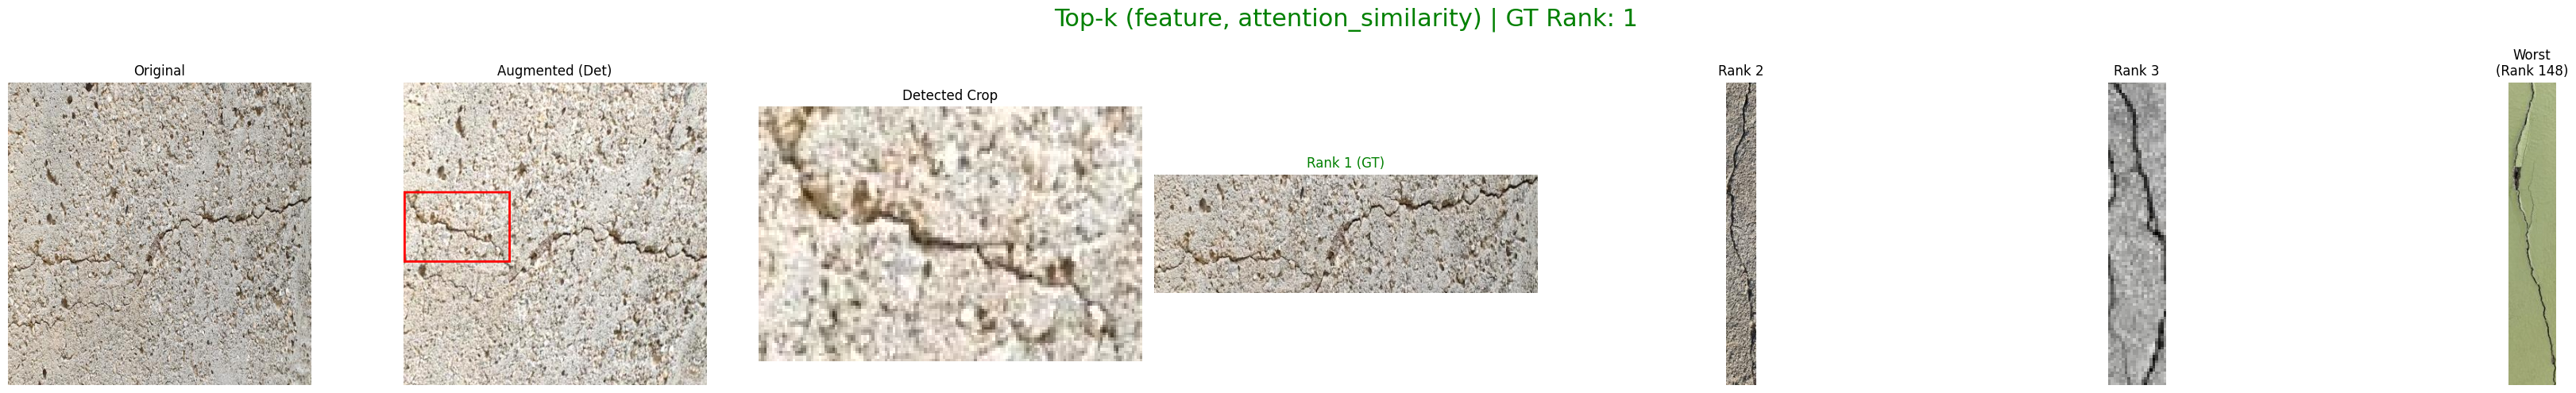 Top-k (feature, attention_similarity) | GT Rank: 1
Original
Augmented (Det)
Detected Crop
Rank 1 (GT)
Rank 2
Rank 3
Worst
(Rank 148)